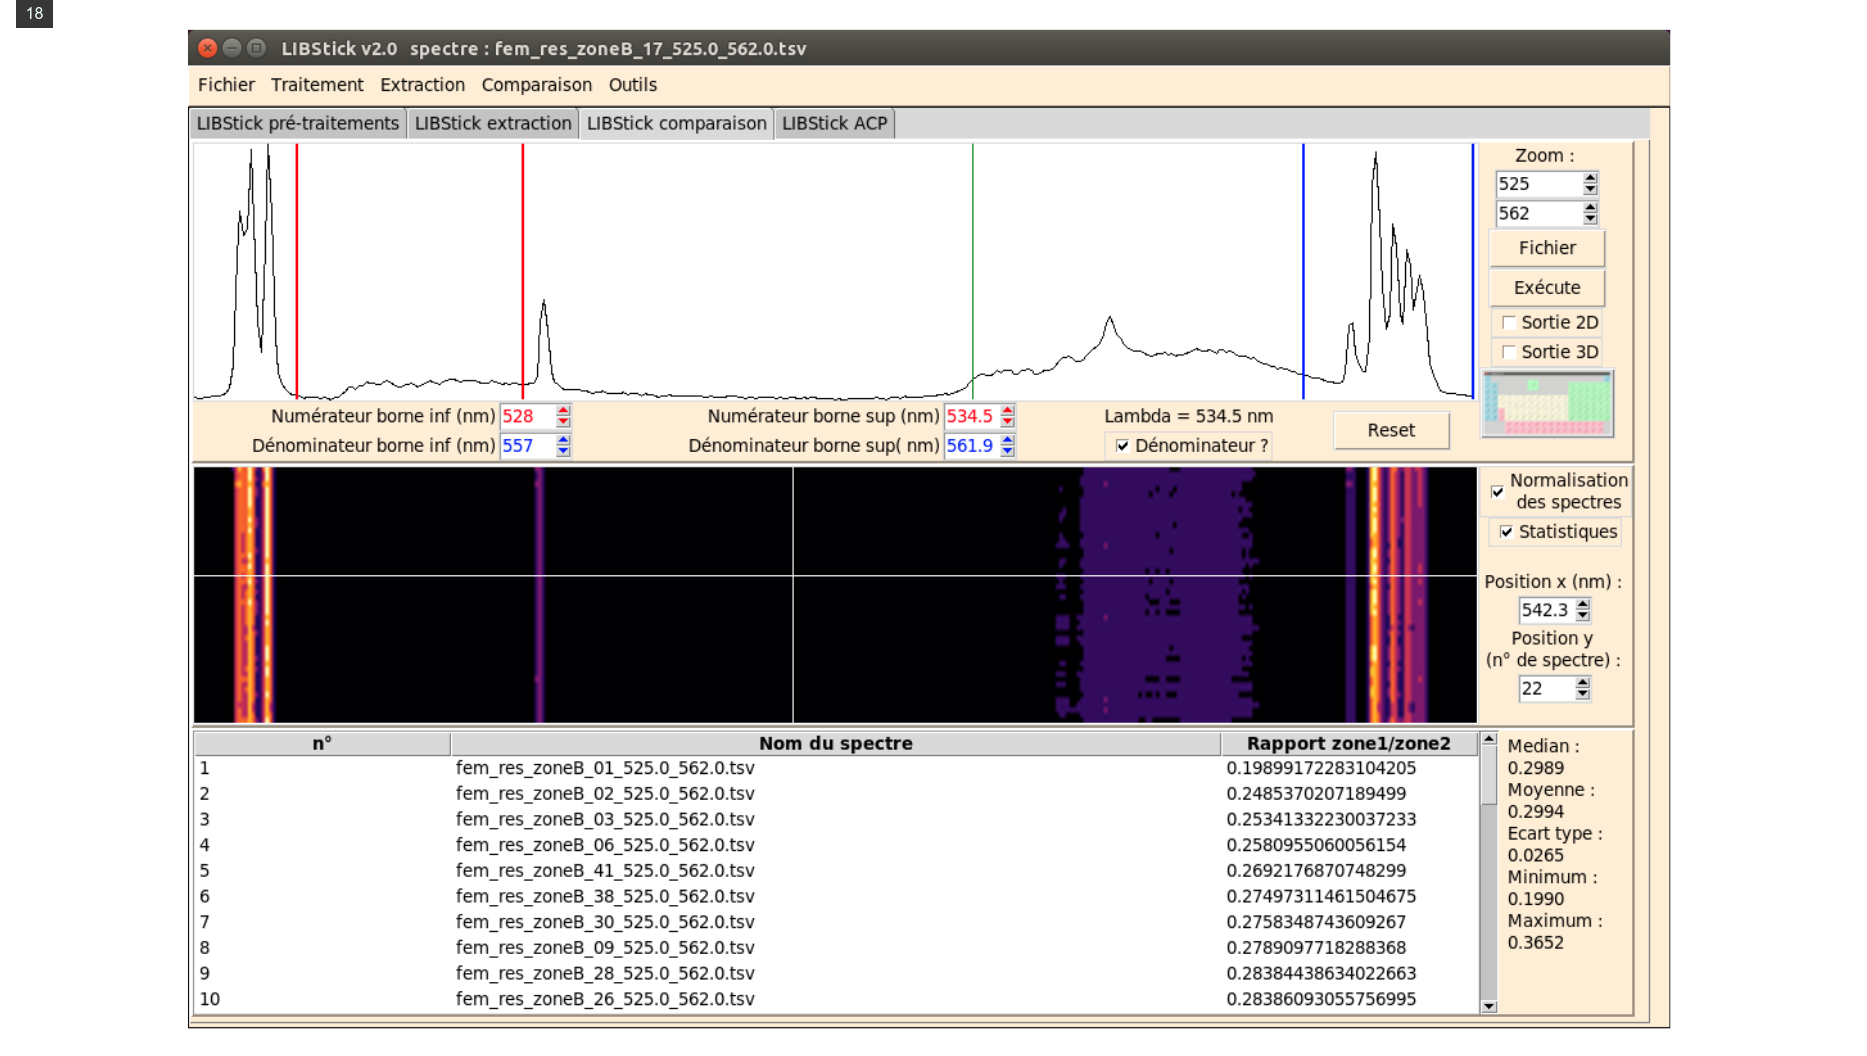 18
LIBStick v2.0 spectre : fem_res_zoneB_17_525.0_562.0.tsv
Fichier Traitement Extraction Comparaison Outils
LIBStick pré-traitements LIBStick extraction LIBStick comparaison LIBStick ACP
Zoom :
525
562
Fichier
Exécute
Sortie 2D
Sortie 3D
Numérateur borne inf (nm) 528 Numérateur borne sup (nm) 534.5 Lambda = 534.5 nm
Dénominateur borne inf (nm) 557 Dénominateur borne sup( nm) 561.9 Dénominateur ?
Reset
Normalisation
des spectres
Statistiques
Position x (nm) :
542.3
Position y
(n° de spectre) :
22
n° Nom du spectre Rapport zone1/zone2
1 fem_res_zoneB_01_525.0_562.0.tsv 0.19899172283104205
2 fem_res_zoneB_02_525.0_562.0.tsv 0.2485370207189499
3 fem_res_zoneB_03_525.0_562.0.tsv 0.25341332230037233
4 fem_res_zoneB_06_525.0_562.0.tsv 0.2580955060056154
5 fem_res_zoneB_41_525.0_562.0.tsv 0.2692176870748299
6 fem_res_zoneB_38_525.0_562.0.tsv 0.27497311461504675
7 fem_res_zoneB_30_525.0_562.0.tsv 0.2758348743609267
8 fem_res_zoneB_09_525.0_562.0.tsv 0.2789097718288368
9 fem_res_zoneB_28_525.0_562.0.tsv 0.28384438634022663
10 fem_res_zoneB_26_525.0_562.0.tsv 0.28386093055756995
Median :
0.2989
Moyenne :
0.2994
Ecart type :
0.0265
Minimum :
0.1990
Maximum :
0.3652